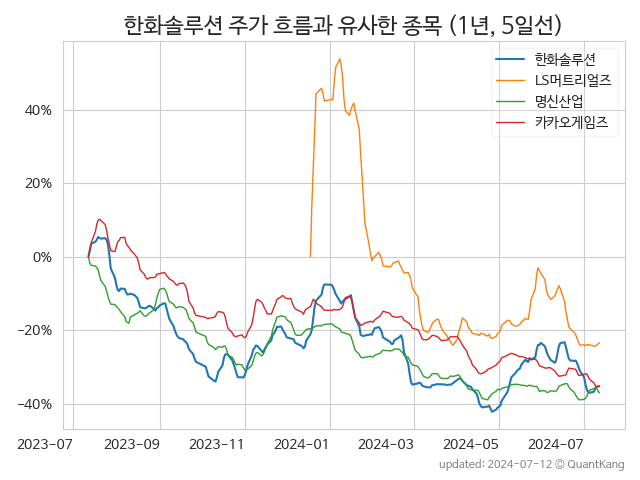 한화솔루션 주가 흐름과 유사한 종목 (1년, 5일선)
한화솔루션
LS머트리얼즈
명신산업
카카오게임즈
40%
20%
0%
−20%
−40%
2023-07
2023-09
2023-11
2024-01
2024-03
2024-05
2024-07
updated: 2024-07-12 © QuantKang